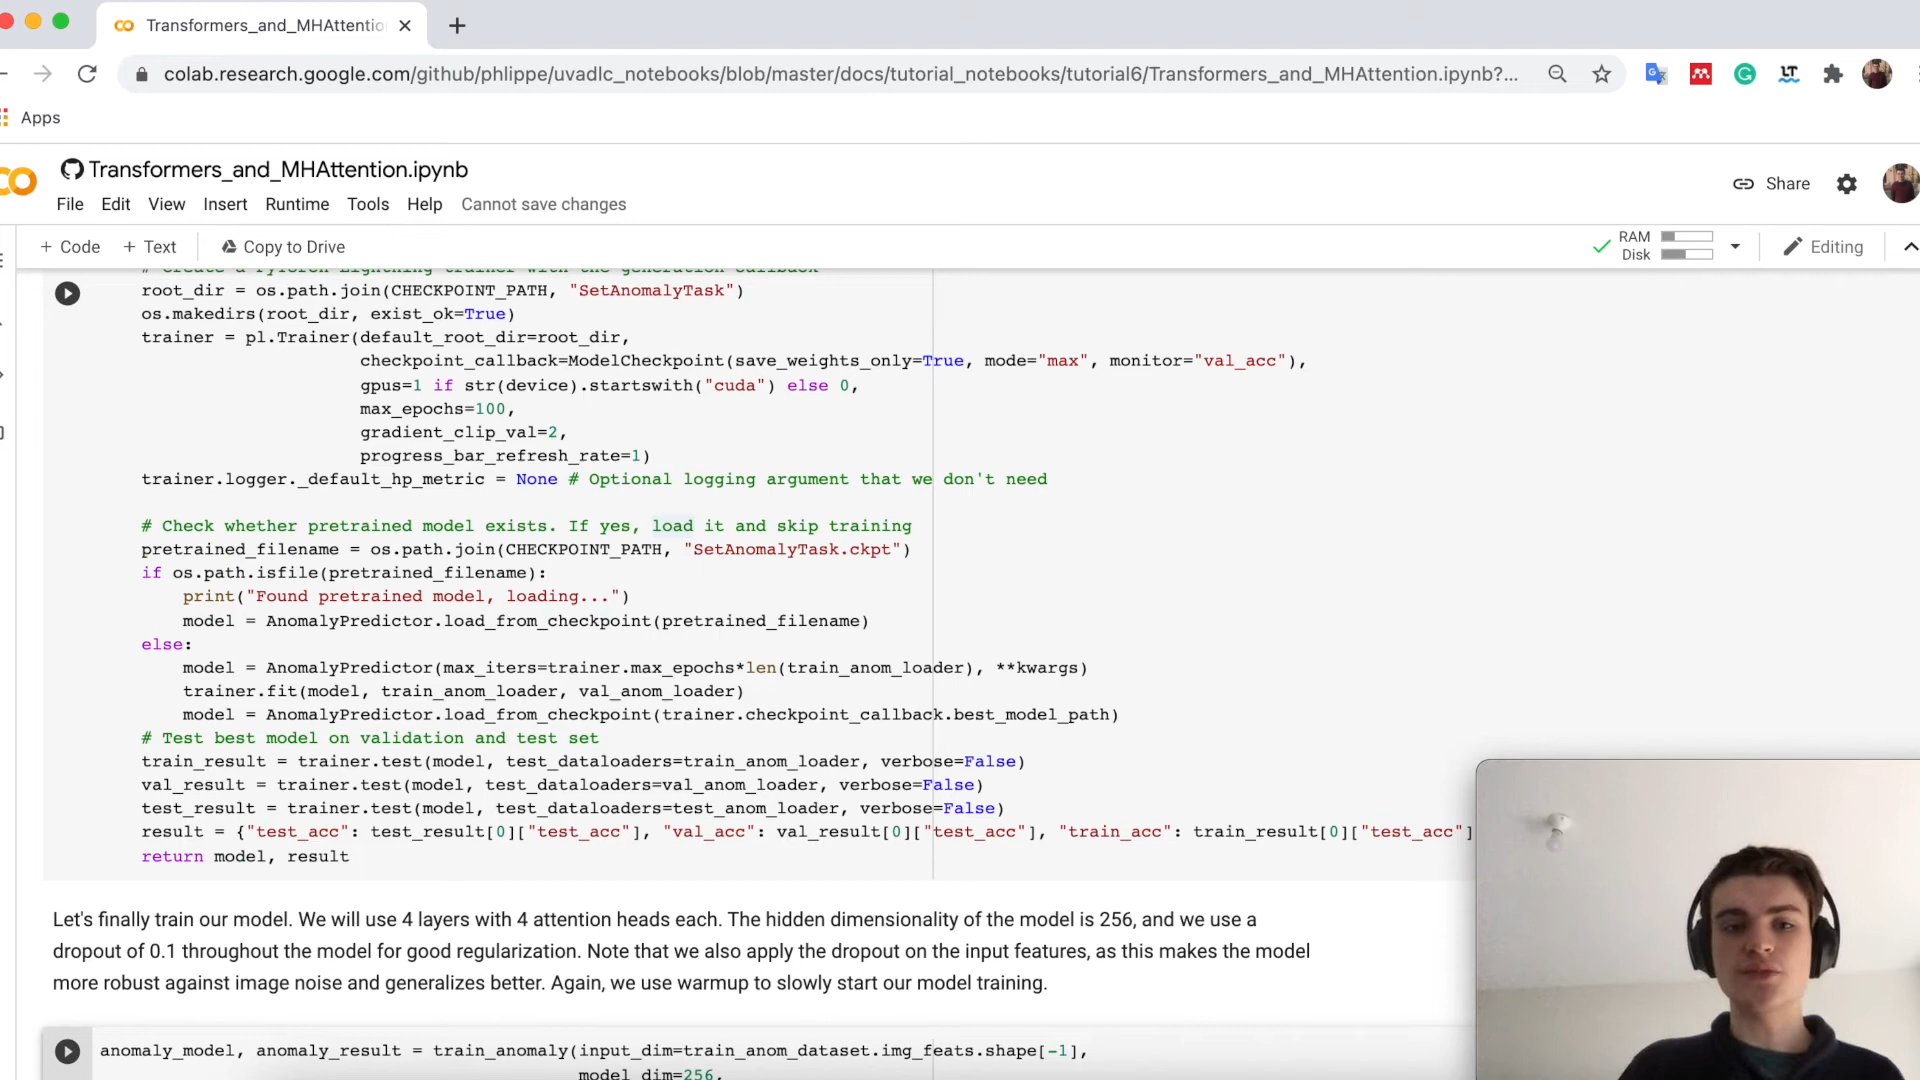 Transformers_and_MHAttentio
colab.research.google.com/github/phlippe/uvadlc_notebooks/blob/master/docs/tutorial_notebooks/tutorial6/Transformers_and_MHAttention.ipynb?...
Apps
Transformers_and_MHAttention.ipynb
Share
File Edit View Insert Runtime Tools Help Cannot save changes
+ Code + Text Copy to Drive
RAM
Disk
Editing
# Create a PyTorch Lightning trainer with the generation callback
root_dir = os.path.join(CHECKPOINT_PATH, "SetAnomalyTask")
os.makedirs(root_dir, exist_ok=True)
trainer = pl.Trainer(default_root_dir=root_dir,
checkpoint_callback=ModelCheckpoint(save_weights_only=True, mode="max", monitor="val_acc"),
gpus=1 if str(device).startswith("cuda") else 0,
max_epochs=100,
gradient_clip_val=2,
progress_bar_refresh_rate=1)
trainer.logger._default_hp_metric = None # Optional logging argument that we don't need
# Check whether pretrained model exists. If yes, load it and skip training
pretrained_filename = os.path.join(CHECKPOINT_PATH, "SetAnomalyTask.ckpt")
if os.path.isfile(pretrained_filename):
print("Found pretrained model, loading...")
model = AnomalyPredictor.load_from_checkpoint(pretrained_filename)
else:
model = AnomalyPredictor(max_iters=trainer.max_epochs*len(train_anom_loader), **kwargs)
trainer.fit(model, train_anom_loader, val_anom_loader)
model = AnomalyPredictor.load_from_checkpoint(trainer.checkpoint_callback.best_model_path)
# Test best model on validation and test set
train_result = trainer.test(model, test_dataloaders=train_anom_loader, verbose=False)
val_result = trainer.test(model, test_dataloaders=val_anom_loader, verbose=False)
test_result = trainer.test(model, test_dataloaders=test_anom_loader, verbose=False)
result = {"test_acc": test_result[0]["test_acc"], "val_acc": val_result[0]["test_acc"], "train_acc": train_result[0]["test_acc"]
return model, result
Let's finally train our model. We will use 4 layers with 4 attention heads each. The hidden dimensionality of the model is 256, and we use a
dropout of 0.1 throughout the model for good regularization. Note that we also apply the dropout on the input features, as this makes the model
more robust against image noise and generalizes better. Again, we use warmup to slowly start our model training.
anomaly_model, anomaly_result = train_anomaly(input_dim=train_anom_dataset.img_feats.shape[-1],
model_dim=256,